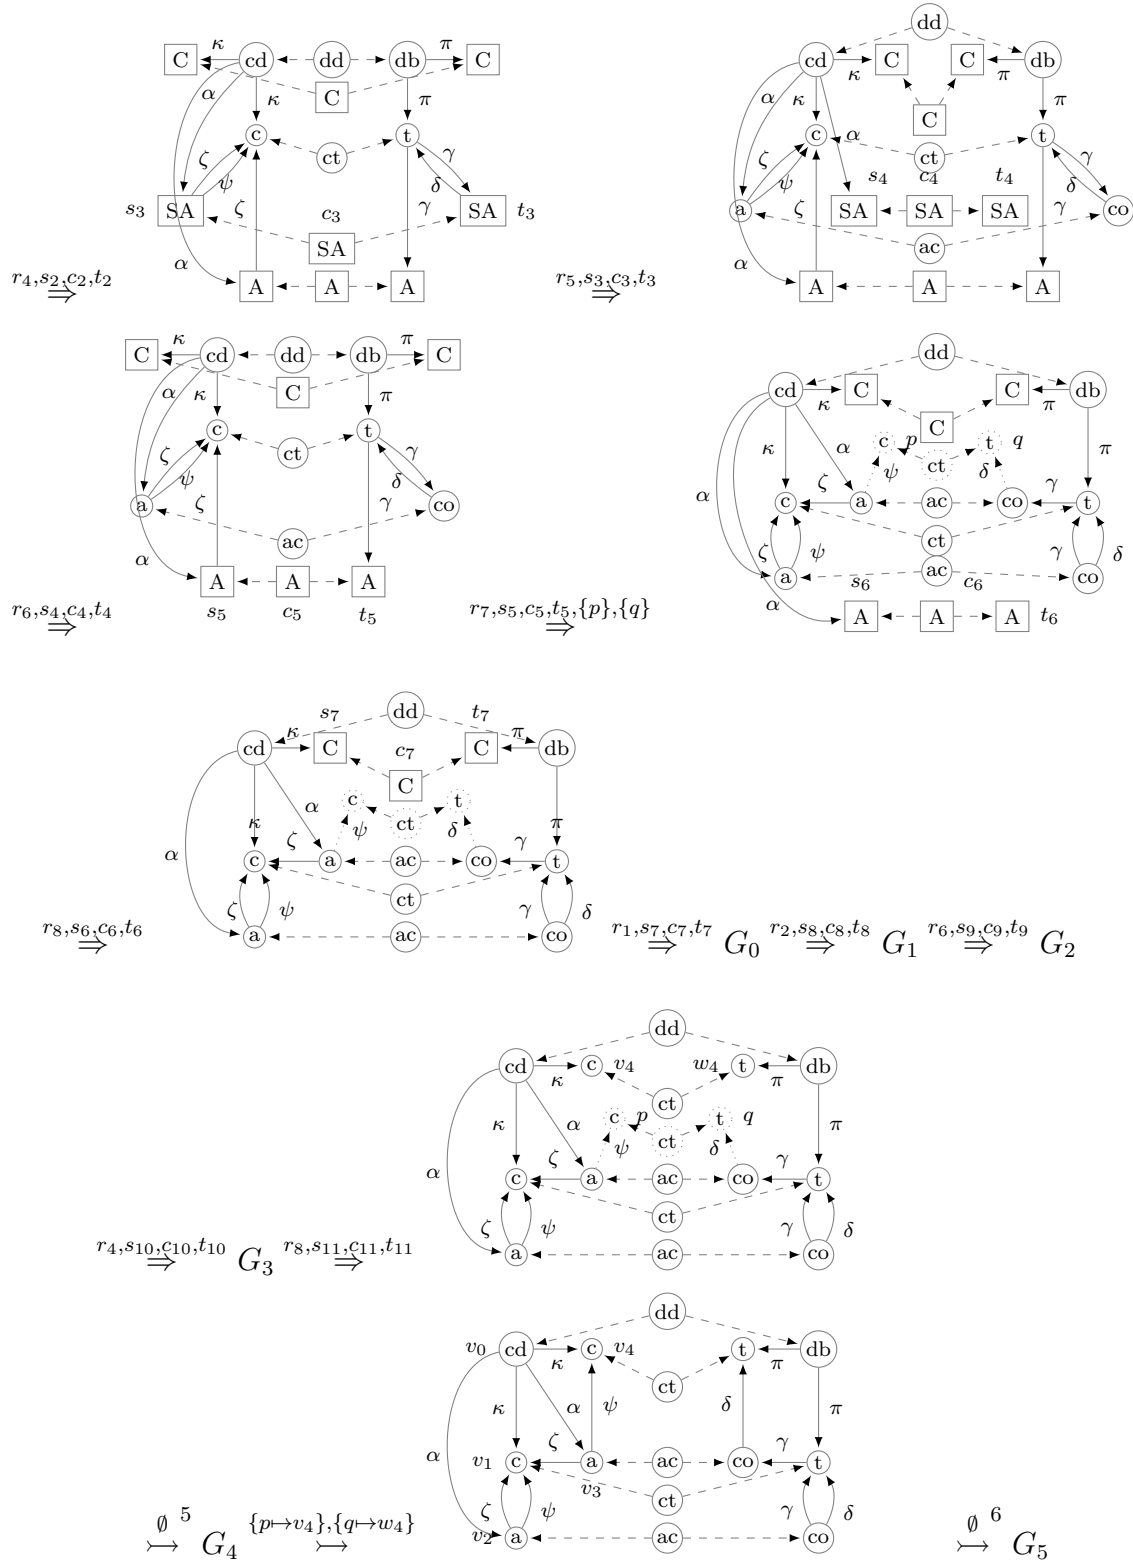 C κ cd dd db π C
α C
κ π
c ct t
ζ ψ γ δ
s₃ SA ζ c₃ γ SA t₃
SA
α
r₄,s₂,c₂,t₂ ⇒ A A A
dd
cd C C db
κ π
α κ C π
c α ct t
ζ ψ s₄ c₄ t₄ γ δ
a ζ SA SA SA γ co
ac
α
r₅,s₃,c₃,t₃ ⇒ A A A
C κ cd dd db π C
α κ C π
c ct t
ζ ψ γ δ
a ζ γ co
ac
α
A A A
r₆,s₄,c₄,t₄ ⇒ s₅ c₅ t₅
dd
cd C C db
κ π
C
κ α c p ct t q π
ψ δ
α ζ γ
c a ac co t
ct
ζ ψ γ δ
a s₆ ac c₆ co
α
A A A t₆
r₇,s₅,c₅,t₅,{p},{q} ⇒
s₇ dd t₇
cd κ C c₇ C π db
C
α c ct t
κ ψ δ π
α ζ γ
c a ac co t
ct
ζ ψ γ δ
a ac co
r₈,s₆,c₆,t₆ ⇒ r₁,s₇,c₇,t₇ ⇒ G₀ r₂,s₈,c₈,t₈ ⇒ G₁ r₆,s₉,c₉,t₉ ⇒ G₂
dd
cd c v₄ w₄ t db
κ π
ct
κ α c p ct t q π
ψ δ
α ζ γ
c a ac co t
ct
ζ ψ γ δ
a ac co
r₄,s₁₀,c₁₀,t₁₀ ⇒ G₃ r₈,s₁₁,c₁₁,t₁₁ ⇒
dd
v₀ cd c v₄ t db
κ π
ct
κ α ψ δ π
α ζ γ
v₁ c a ac co t
v₃ ct
ζ ψ γ δ
v₂ a ac co
∅ ↣ ⁵ G₄ {p↦v₄},{q↦w₄} ↣ ∅ ↣ ⁶ G₅